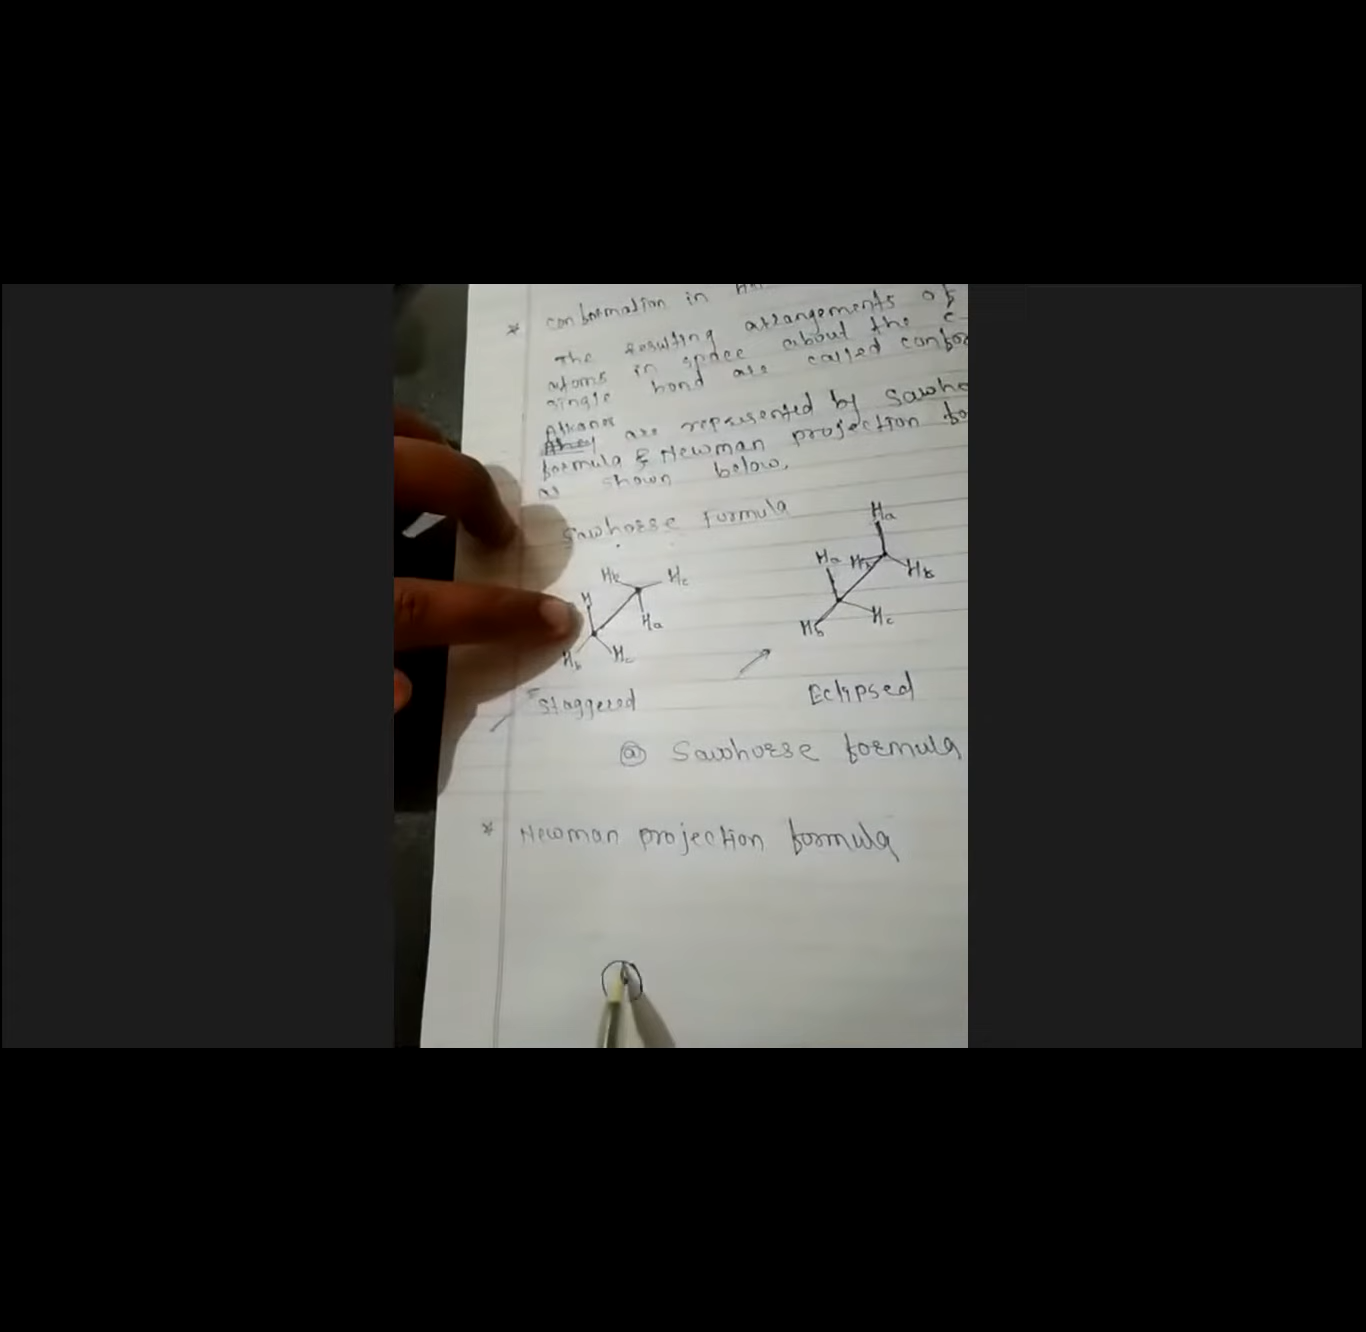 * conformation in
The resulting arrangements of
atoms in space about the c-
single bond are called confor
Alkanes are represented by sawho
formula & Newman projection fo
as shown below.
Sawhorse Formula
Ha
Hb Hc Ha Hb
H Ha Hc
Hb Hc Hb
Staggered Eclipsed
(a) Sawhorse formula
* Newman projection formula